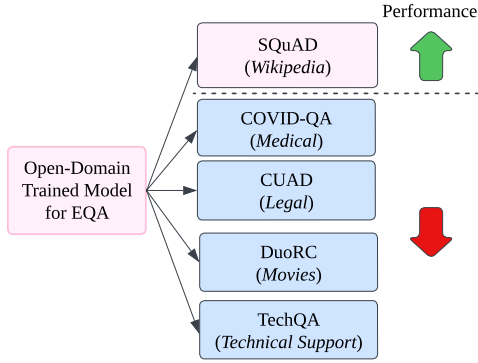 Performance
SQuAD
(Wikipedia)
COVID-QA
(Medical)
CUAD
(Legal)
Open-Domain
Trained Model
for EQA
DuoRC
(Movies)
TechQA
(Technical Support)